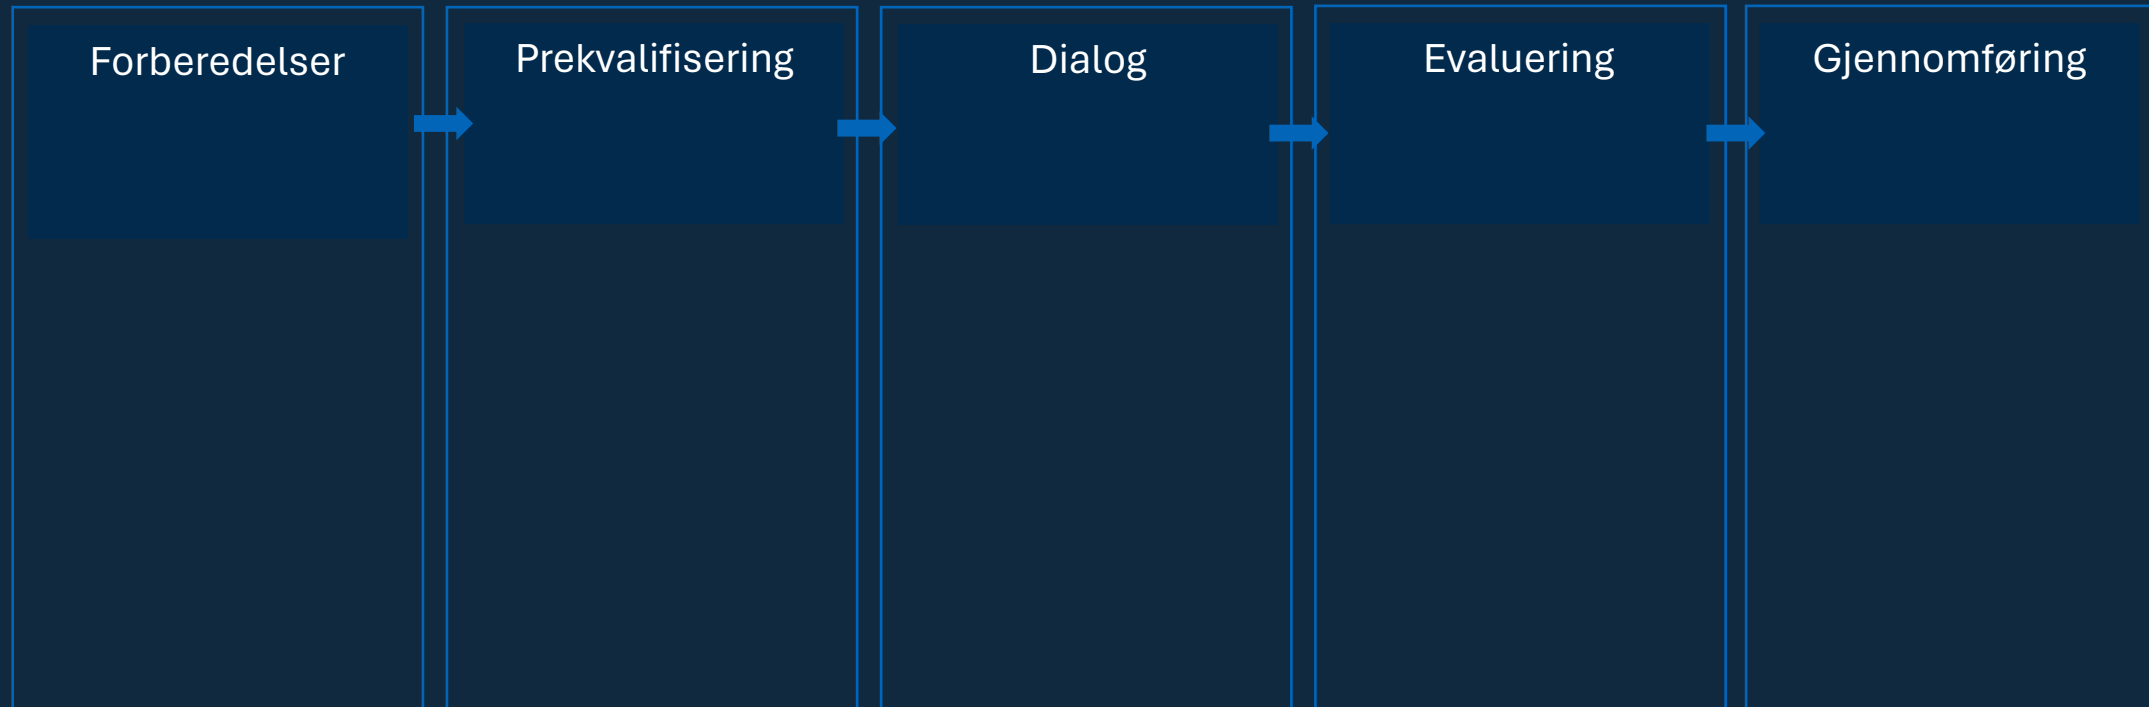 Forberedelser
Prekvalifisering
Dialog
Evaluering
Gjennomføring